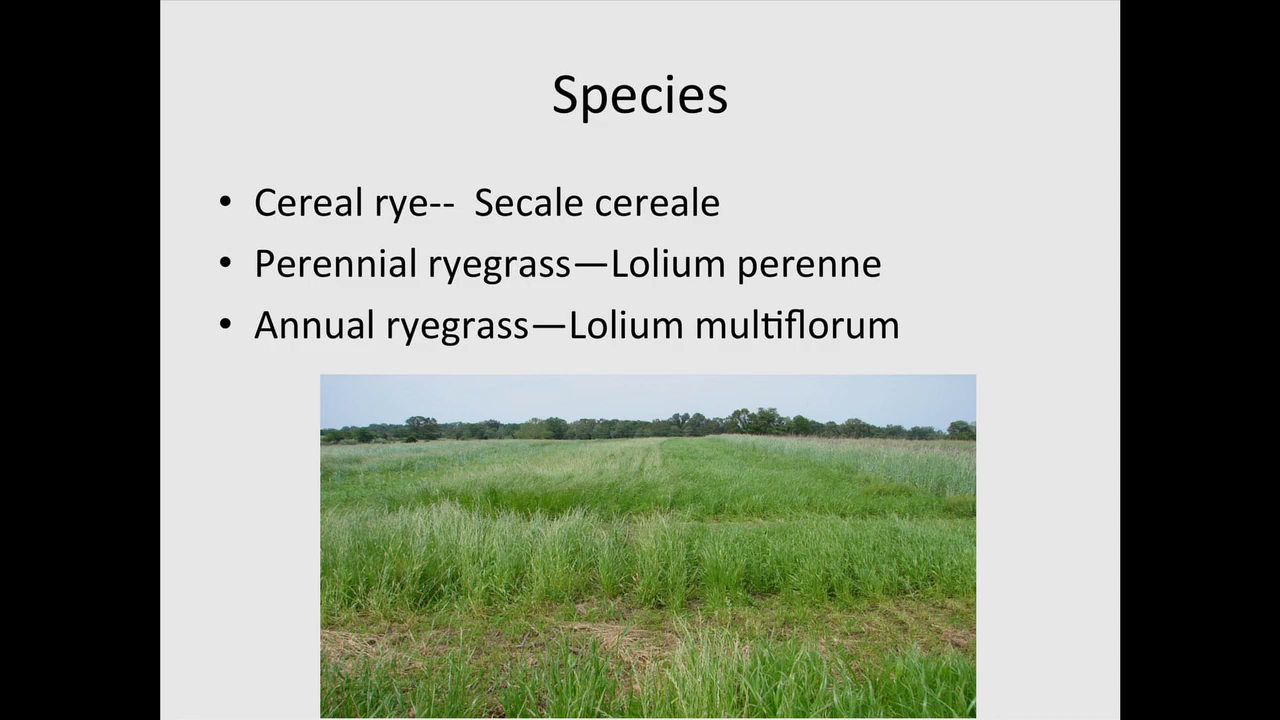 Species
• Cereal rye-- Secale cereale
• Perennial ryegrass—Lolium perenne
• Annual ryegrass—Lolium multiflorum